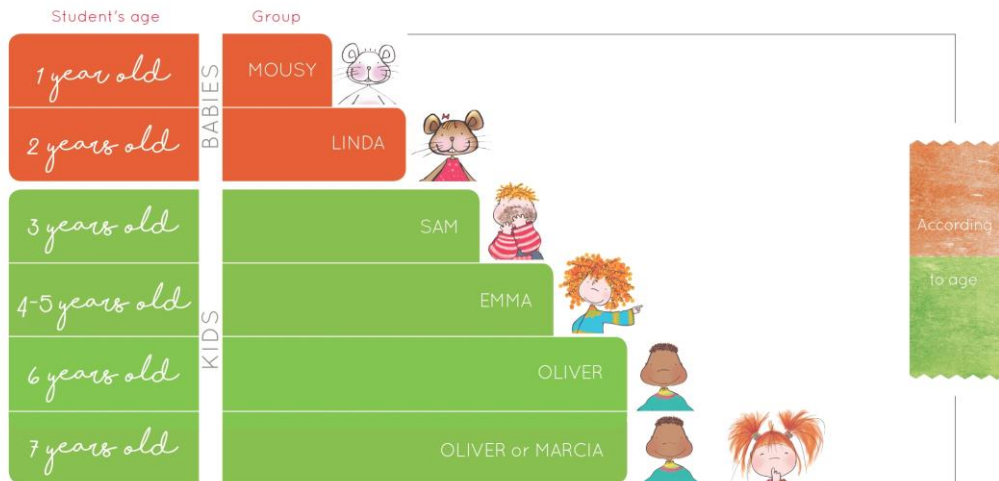 Student's age Group
1 year old MOUSY
2 years old LINDA
BABIES
3 years old SAM
4-5 years old EMMA
6 years old OLIVER
7 years old OLIVER or MARCIA
KIDS
According
to age